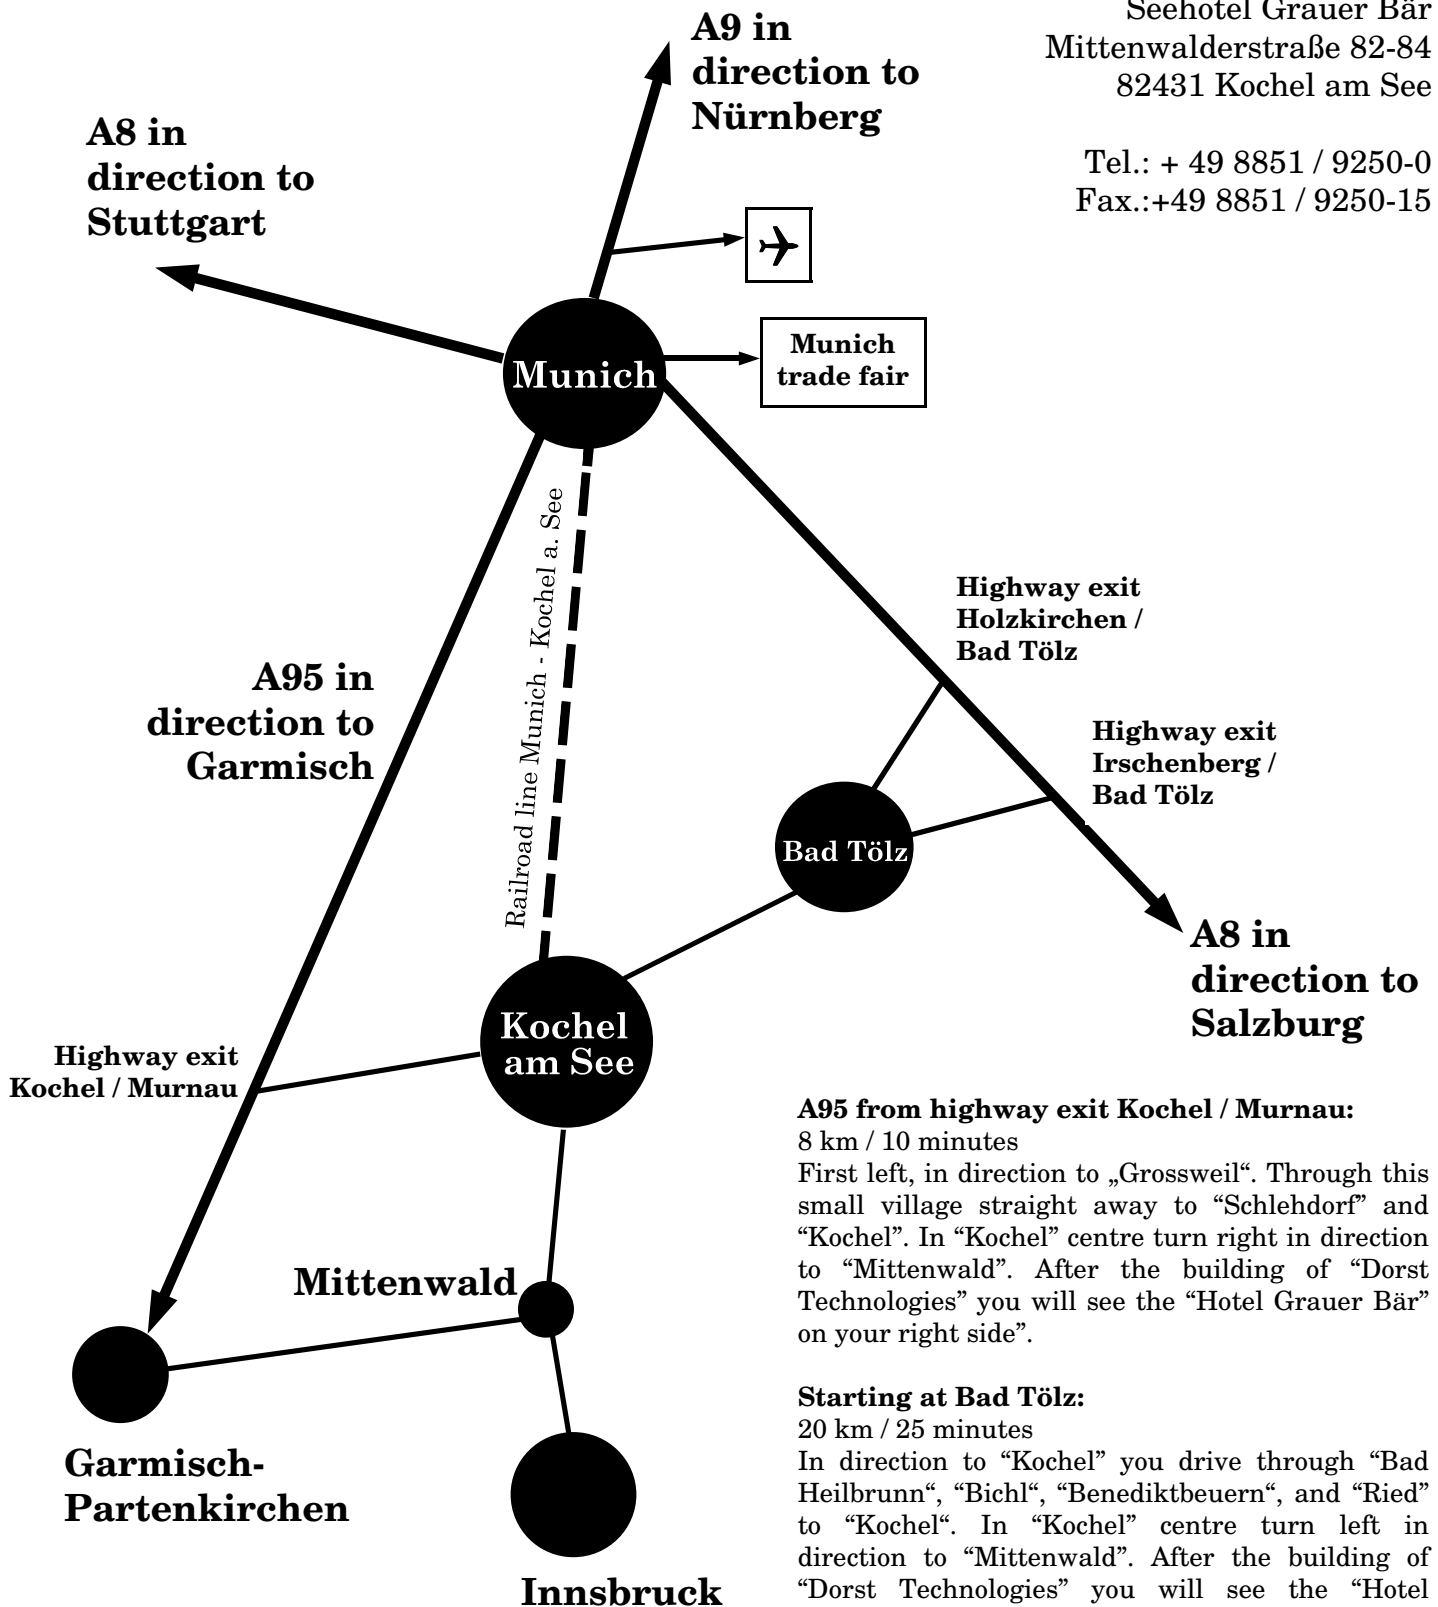 Seehotel Grauer Bär
Mittenwalderstraße 82-84
82431 Kochel am See
Tel.: + 49 8851 / 9250-0
Fax.:+49 8851 / 9250-15
A9 in
direction to
Nürnberg
A8 in
direction to
Stuttgart
Munich
Munich
trade fair
Railroad line Munich - Kochel a. See
Highway exit
Holzkirchen /
Bad Tölz
A95 in
direction to
Garmisch
Highway exit
Irschenberg /
Bad Tölz
Bad Tölz
A8 in
direction to
Salzburg
Kochel
am See
Highway exit
Kochel / Murnau
Mittenwald
Garmisch-
Partenkirchen
Innsbruck
A95 from highway exit Kochel / Murnau:
8 km / 10 minutes
First left, in direction to „Grossweil“. Through this
small village straight away to “Schlehdorf” and
“Kochel”. In “Kochel” centre turn right in direction
to “Mittenwald”. After the building of “Dorst
Technologies” you will see the “Hotel Grauer Bär”
on your right side”.
Starting at Bad Tölz:
20 km / 25 minutes
In direction to “Kochel” you drive through “Bad
Heilbrunn“, “Bichl“, “Benediktbeuern“, and “Ried”
to “Kochel“. In “Kochel” centre turn left in
direction to “Mittenwald”. After the building of
“Dorst Technologies” you will see the “Hotel